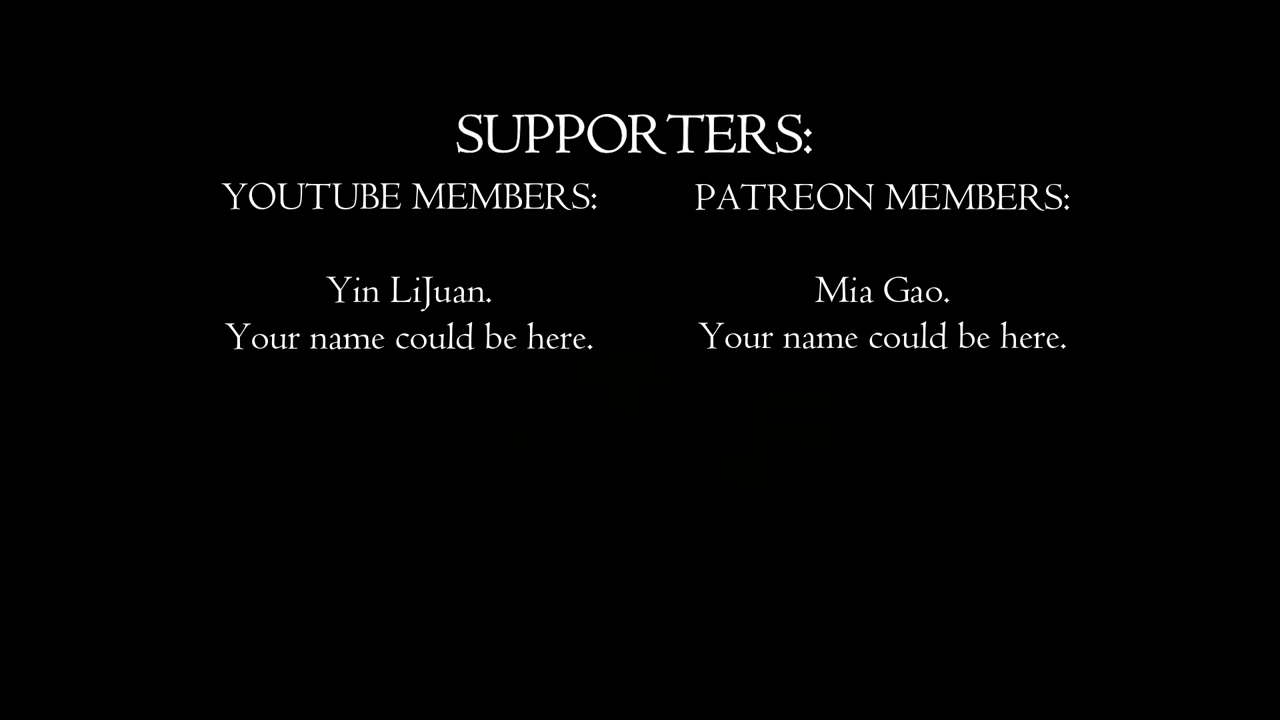 SUPPORTERS:
YOUTUBE MEMBERS:
Yin LiJuan.
Your name could be here.
PATREON MEMBERS:
Mia Gao.
Your name could be here.